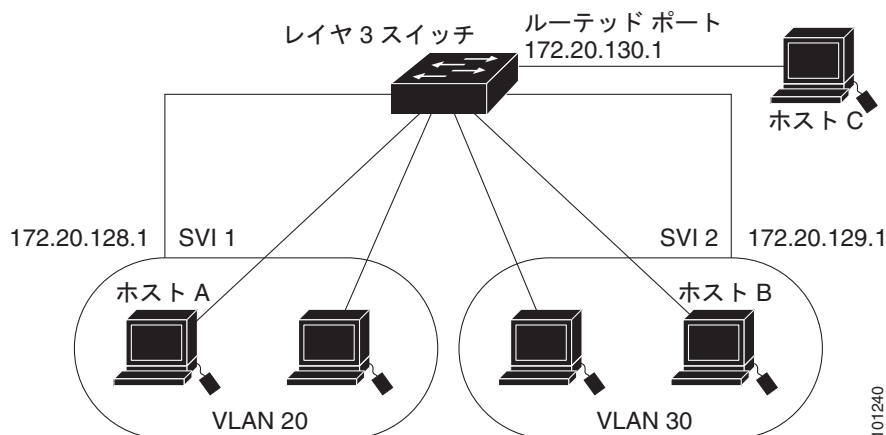 レイヤ 3 スイッチ
ルーテッド ポート
172.20.130.1
ホスト C
172.20.128.1
SVI 1
SVI 2
172.20.129.1
ホスト A
ホスト B
VLAN 20
VLAN 30
101240